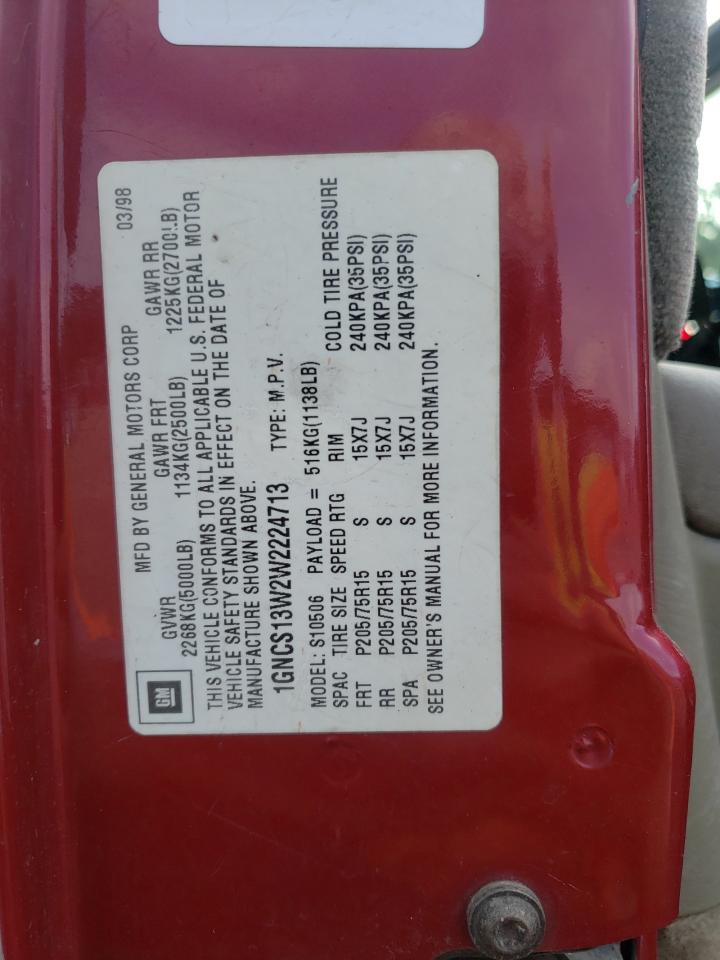 MFD BY GENERAL MOTORS CORP 03/98
GM
GVWR GAWR FRT GAWR RR
2268KG(5000LB) 1134KG(2500LB) 1225KG(2700LB)
THIS VEHICLE CONFORMS TO ALL APPLICABLE U.S. FEDERAL MOTOR
VEHICLE SAFETY STANDARDS IN EFFECT ON THE DATE OF
MANUFACTURE SHOWN ABOVE.
1GNCS13W2W2224713 TYPE: M.P.V.
MODEL: S10506 PAYLOAD = 516KG(1138LB)
SPAC TIRE SIZE SPEED RTG RIM COLD TIRE PRESSURE
FRT P205/75R15 S 15X7J 240KPA(35PSI)
RR P205/75R15 S 15X7J 240KPA(35PSI)
SPA P205/75R15 S 15X7J 240KPA(35PSI)
SEE OWNER'S MANUAL FOR MORE INFORMATION.